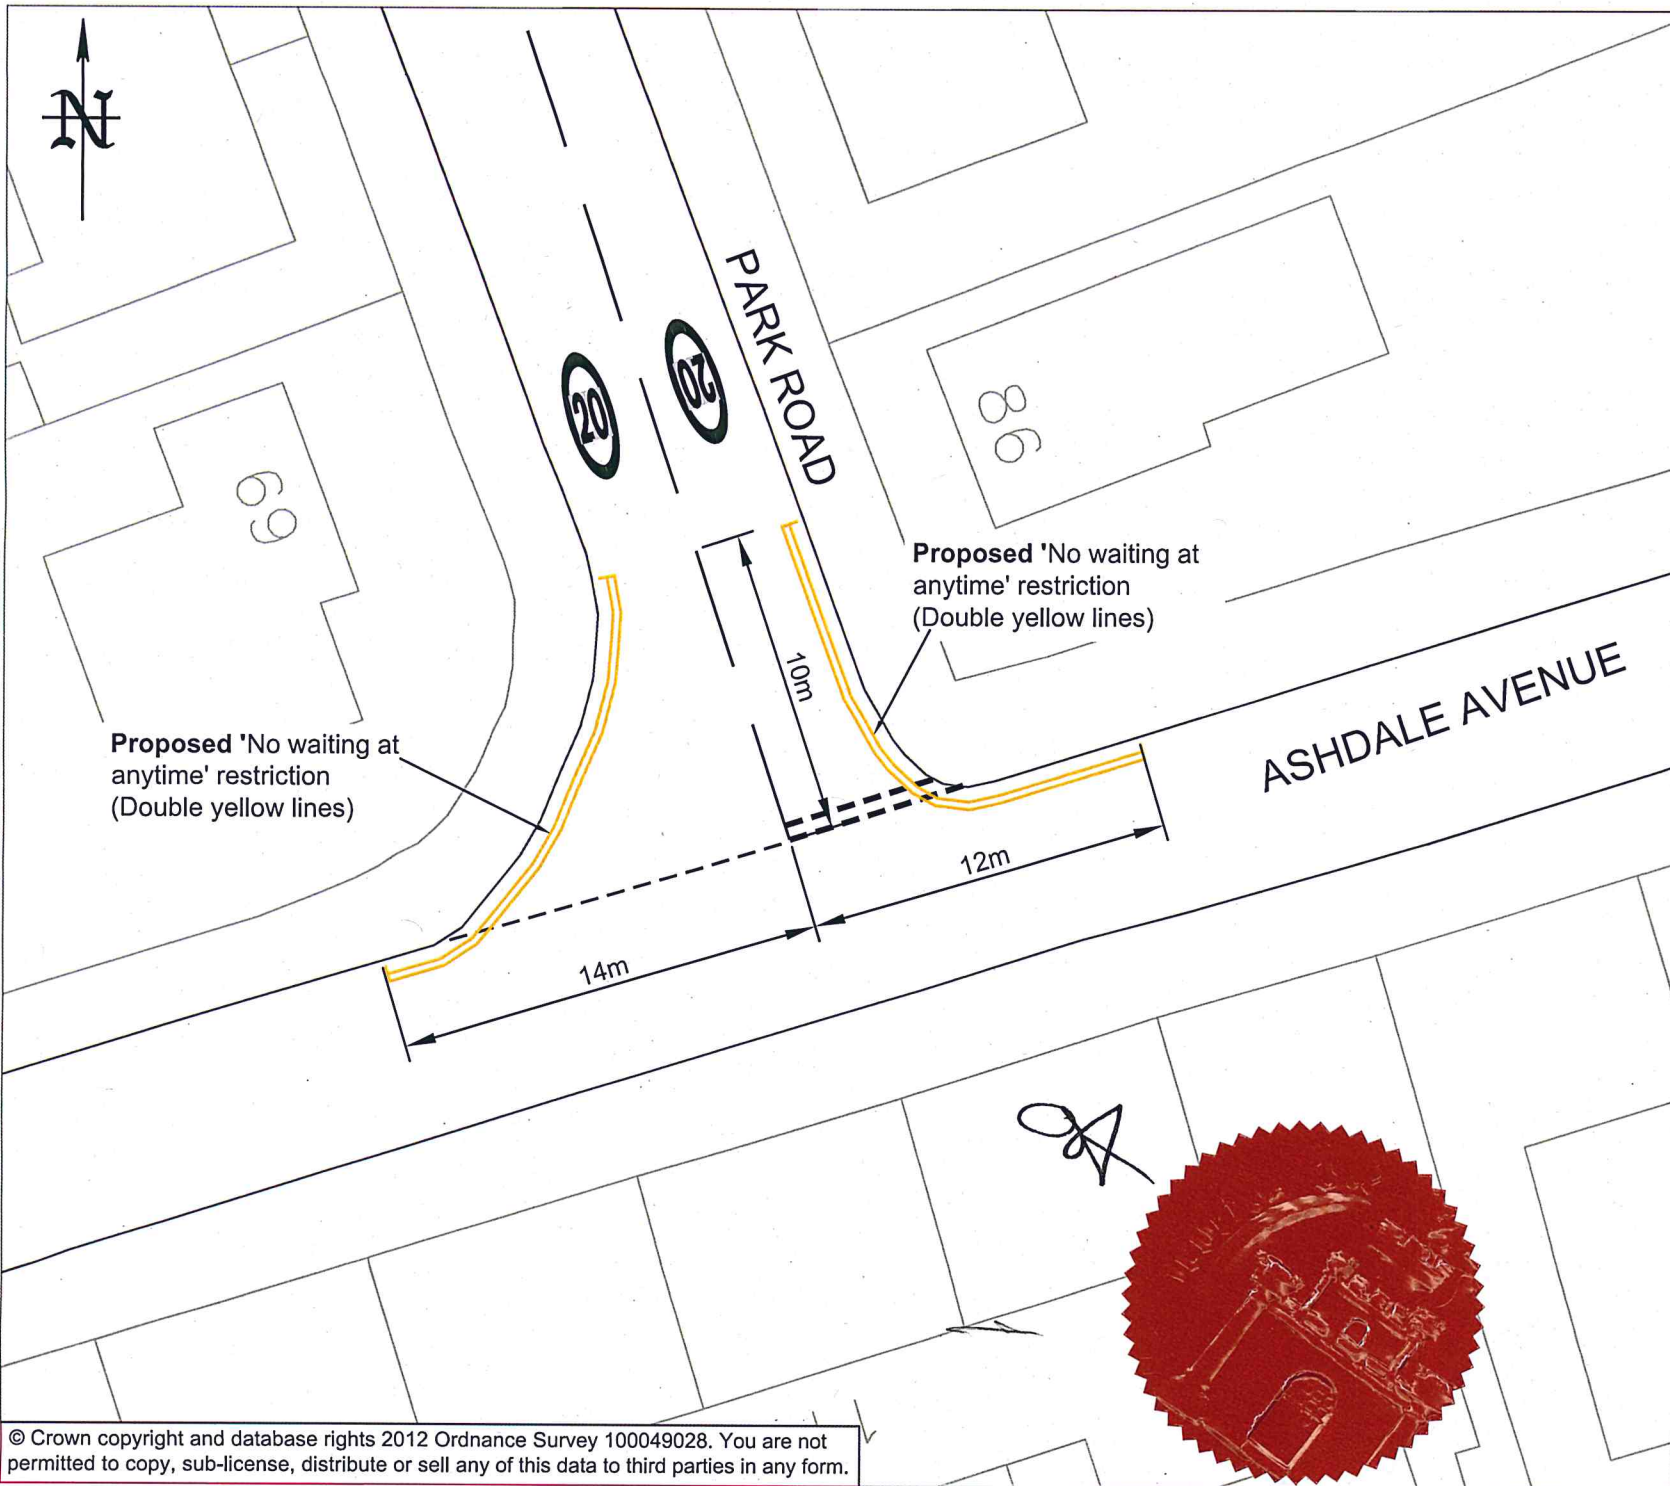 N
PARK ROAD
20
20
86
69
Proposed 'No waiting at
anytime' restriction
(Double yellow lines)
10m
Proposed 'No waiting at
anytime' restriction
(Double yellow lines)
ASHDALE AVENUE
12m
14m
© Crown copyright and database rights 2012 Ordnance Survey 100049028. You are not
permitted to copy, sub-license, distribute or sell any of this data to third parties in any form.